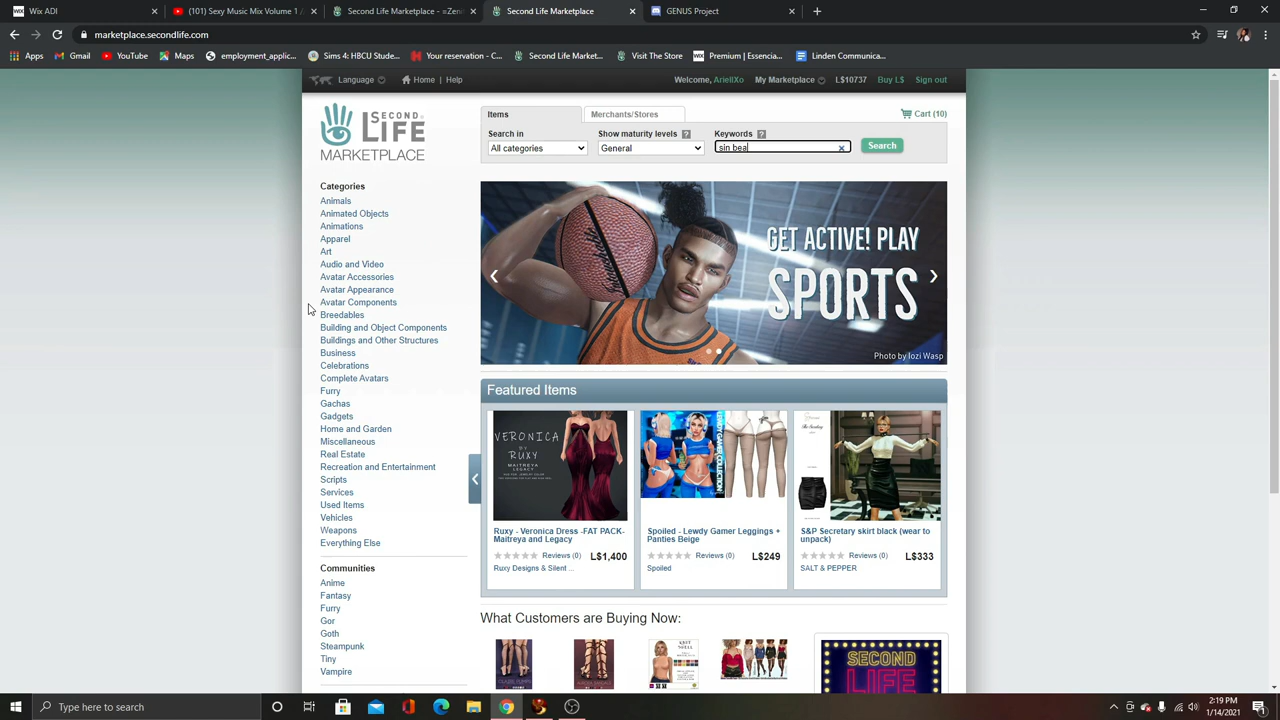 Wix ADI
(101) Sexy Music Mix Volume 1
ADI
GENUS Project
marketplace.secondlife.com
Apps
Gmail
YouTube
Maps
employment_applic...
Sims 4: HBCU Stude...
Your reservation - C...
Second Life Market...
Visit The Store
Premium | Essencia...
Linden Communica...
Language
Home | Help
Welcome, ArieliXo
My Marketplace
L$10737
Buy L$
Sign out
SECOND LIFE
MARKETPLACE
Items
Merchants/Stores
Cart (10)
Search in
Show maturity levels ?
Keywords ?
All categories
General
sin beal
Search
Categories
Animals
Animated Objects
Animations
Apparel
Art
Audio and Video
Avatar Accessories
Avatar Appearance
Avatar Components
Breedables
Building and Object Components
Buildings and Other Structures
Business
Celebrations
Complete Avatars
Furry
Gachas
Gadgets
Home and Garden
Miscellaneous
Real Estate
Recreation and Entertainment
Scripts
Services
Used Items
Vehicles
Weapons
Everything Else
Communities
Anime
Fantasy
Furry
Gor
Goth
Steampunk
Tiny
Vampire
GET ACTIVE! PLAY
SPORTS
Photo by Iozi Wasp
Featured Items
VERONICA
BY
RUXY
MAITREYA
LEGACY
Ruxy - Veronica Dress -FAT PACK-
Maitreya and Legacy
Reviews (0)
L$1,400
Ruxy Designs & Silent ...
Spoiled - Lewdy Gamer Leggings +
Panties Beige
Reviews (0)
L$249
Spoiled
S&P Secretary skirt black (wear to
unpack)
Reviews (0)
L$333
SALT & PEPPER
What Customers are Buying Now:
SECOND
LIFE
Type here to search
2:19 PM
1/14/2021